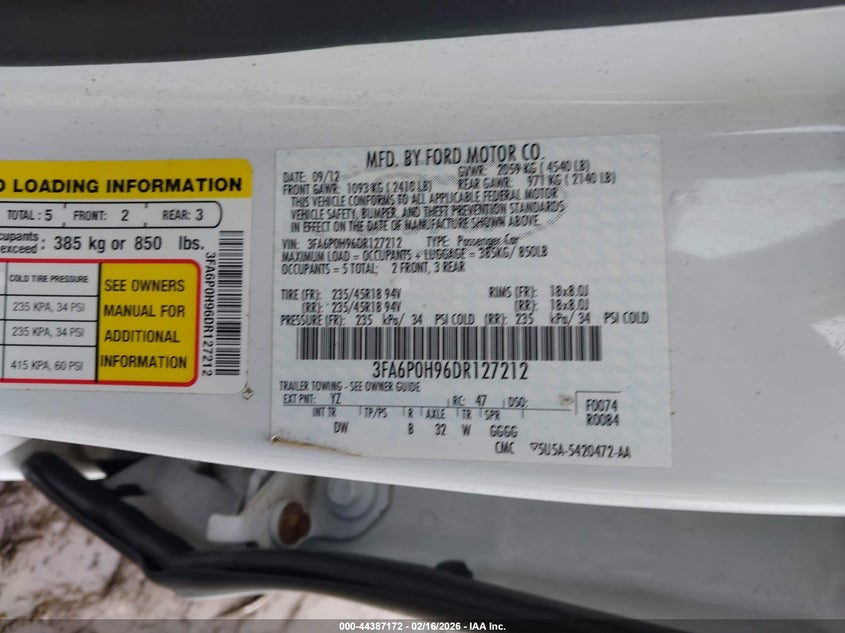 D LOADING INFORMATION
TOTAL : 5 FRONT: 2 REAR: 3
cupants
exceed : 385 kg or 850 lbs.
COLD TIRE PRESSURE
235 KPA, 34 PSI
235 KPA, 34 PSI
415 KPA, 60 PSI
SEE OWNERS
MANUAL FOR
ADDITIONAL
INFORMATION
3FA6P0H96DR127212
MFD. BY FORD MOTOR CO.
DATE: 09/12 GVWR: 2059 KG ( 4540 LB)
FRONT GAWR: 1093 KG ( 2410 LB) REAR GAWR: 971 KG ( 2140 LB)
THIS VEHICLE CONFORMS TO ALL APPLICABLE FEDERAL MOTOR
VEHICLE SAFETY, BUMPER, AND THEFT PREVENTION STANDARDS
IN EFFECT ON THE DATE OF MANUFACTURE SHOWN ABOVE.
VIN: 3FA6P0H96DR127212 TYPE: Passenger Car
MAXIMUM LOAD = OCCUPANTS + LUGGAGE = 385KG/ 850LB
OCCUPANTS = 5 TOTAL; 2 FRONT, 3 REAR
TIRE (FR): 235/45R18 94V RIMS (FR): 18x8.0J
(RR): 235/45R18 94V (RR): 18x8.0J
PRESSURE (FR): 235 kPa/ 34 PSI COLD (RR): 235 kPa/ 34 PSI COLD
3FA6P0H96DR127212
TRAILER TOWING - SEE OWNER GUIDE
EXT PNT: YZ RC: 47 DSO: F0074
INT TR TP/PS R AXLE TR SPR R0084
DW B 32 W GGGG
CMC 5U5A-5420472-AA
000-44387172 - 02/16/2026 - IAA Inc.